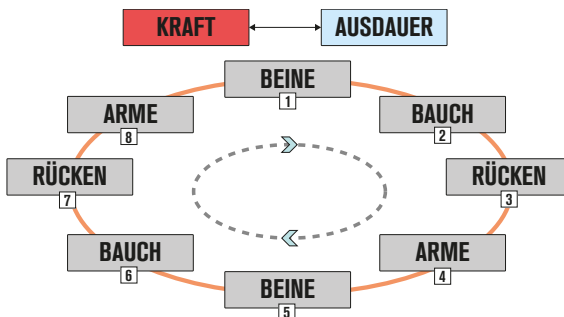 KRAFT
AUSDAUER
BEINE
1
BAUCH
2
RÜCKEN
3
ARME
4
BEINE
5
BAUCH
6
RÜCKEN
7
ARME
8